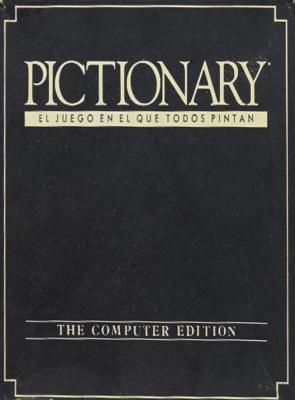 PICTIONARY
EL JUEGO EN EL QUE TODOS PINTAN
THE COMPUTER EDITION